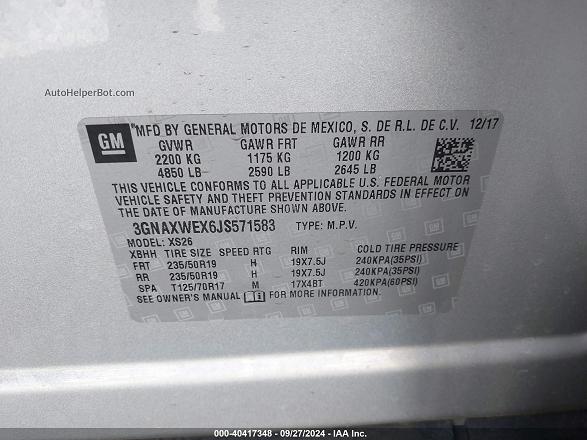 AutoHelperBot.com
GM
MFD BY GENERAL MOTORS DE MEXICO, S. DE R.L. DE C.V. 12/17
GVWR GAWR FRT GAWR RR
2200 KG 1175 KG 1200 KG
4850 LB 2590 LB 2645 LB
THIS VEHICLE CONFORMS TO ALL APPLICABLE U.S. FEDERAL MOTOR
VEHICLE SAFETY AND THEFT PREVENTION STANDARDS IN EFFECT ON
THE DATE OF MANUFACTURE SHOWN ABOVE.
3GNAXWEX6JS571583 TYPE: M.P.V.
MODEL: XS26
XBHH TIRE SIZE SPEED RTG RIM COLD TIRE PRESSURE
FRT 235/50R19 H 19X7.5J 240KPA(35PSI)
RR 235/50R19 H 19X7.5J 240KPA(35PSI)
SPA T125/70R17 M 17X4BT 420KPA(60PSI)
SEE OWNER'S MANUAL FOR MORE INFORMATION.
000-40417348 - 09/27/2024 - IAA Inc.